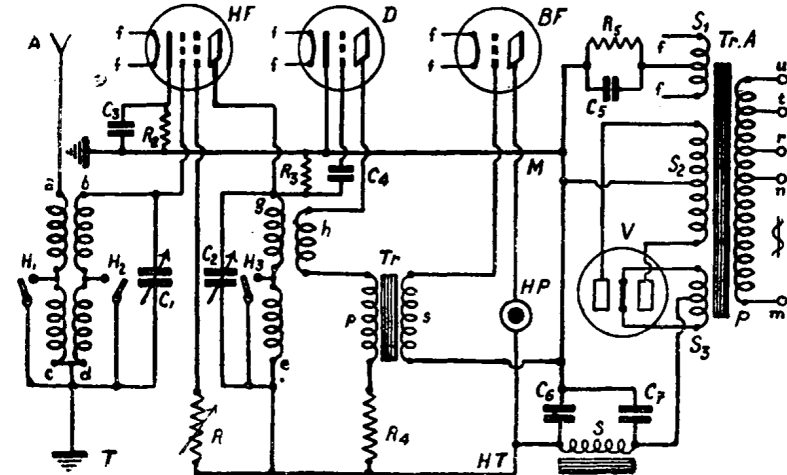 A
HF
D
BF
R5
S1
Tr.A
f
f
f
f
f
f
f
f
u
t
r
n
C5
C3
R2
R3
C4
M
S2
V
a
b
g
h
H1
H2
C1
C2
H3
Tr
p
s
HP
S3
p
m
c
d
e
C6
C7
S
R
R4
HT
T